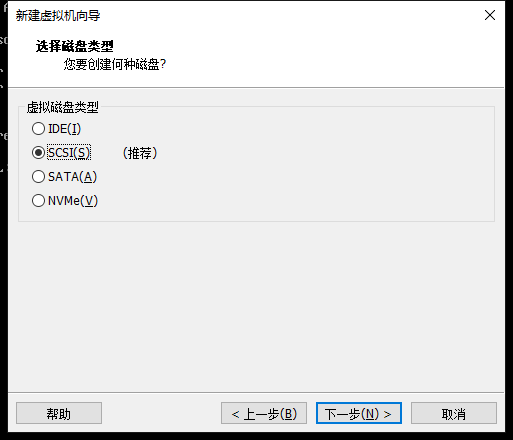 新建虚拟机向导
选择磁盘类型
您要创建何种磁盘?
虚拟磁盘类型
IDE(I)
SCSI(S) (推荐)
SATA(A)
NVMe(V)
帮助 < 上一步(B) 下一步(N) > 取消